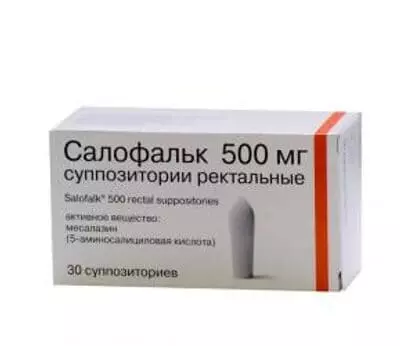 Салофальк 500 мг
суппозитории ректальные
Salofalk® 500 rectal suppositories
активное вещество:
месалазин
(5-аминосалициловая кислота)
30 суппозиториев